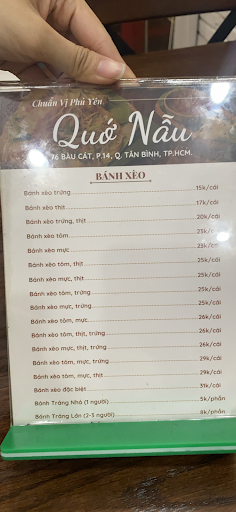 Chuẩn Vị Phú Yên
Quớ Nẫu
76 BÀU CÁT, P.14, Q. TÂN BÌNH, TP.HCM.
BÁNH XÈO
Bánh xèo trứng 15k/cái
Bánh xèo thịt 17k/cái
Bánh xèo trứng, thịt 20k/cái
Bánh xèo tôm 23k/cái
Bánh xèo mực 23k/cái
Bánh xèo tôm, thịt 25k/cái
Bánh xèo mực, thịt 25k/cái
Bánh xèo tôm, trứng 25k/cái
Bánh xèo mực, trứng 25k/cái
Bánh xèo tôm, mực 26k/cái
Bánh xèo tôm, thịt, trứng 26k/cái
Bánh xèo mực, thịt, trứng 26k/cái
Bánh xèo tôm, mực, trứng 29k/cái
Bánh xèo tôm, mực, thịt 29k/cái
Bánh xèo đặc biệt 31k/cái
Bánh Tráng Nhỏ (1 người) 5k/phần
Bánh Tráng Lớn (2-3 người) 8k/phần